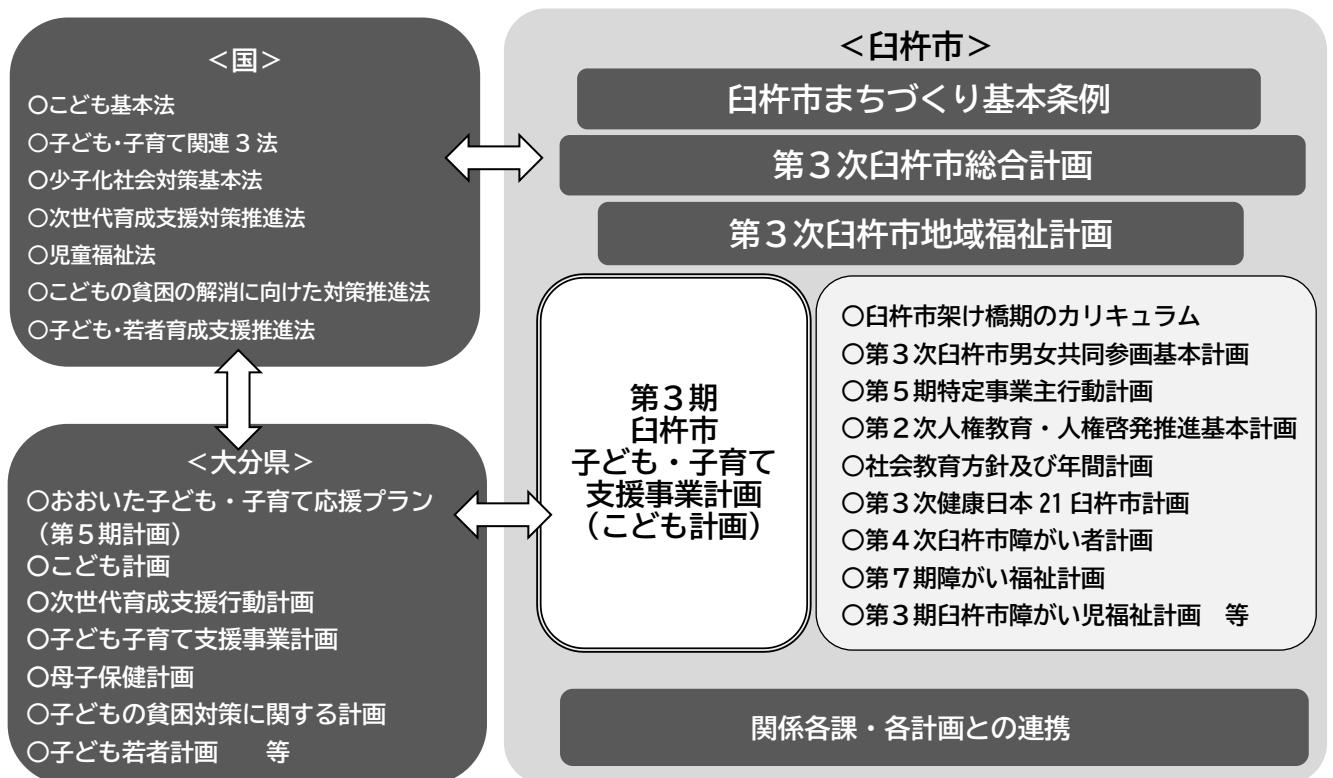 ＜国＞
○こども基本法
○子ども･子育て関連３法
○少子化社会対策基本法
○次世代育成支援対策推進法
○児童福祉法
○こどもの貧困の解消に向けた対策推進法
○子ども･若者育成支援推進法
＜大分県＞
○おおいた子ども・子育て応援プラン
（第５期計画）
○こども計画
○次世代育成支援行動計画
○子ども子育て支援事業計画
○母子保健計画
○子どもの貧困対策に関する計画
○子ども若者計画　　等
＜臼杵市＞
臼杵市まちづくり基本条例
第３次臼杵市総合計画
第３次臼杵市地域福祉計画
第３期
臼杵市
子ども・子育て
支援事業計画
（こども計画）
○臼杵市架け橋期のカリキュラム
○第３次臼杵市男女共同参画基本計画
○第５期特定事業主行動計画
○第２次人権教育・人権啓発推進基本計画
○社会教育方針及び年間計画
○第３次健康日本 21 臼杵市計画
○第４次臼杵市障がい者計画
○第７期障がい福祉計画
○第３期臼杵市障がい児福祉計画　等
関係各課・各計画との連携